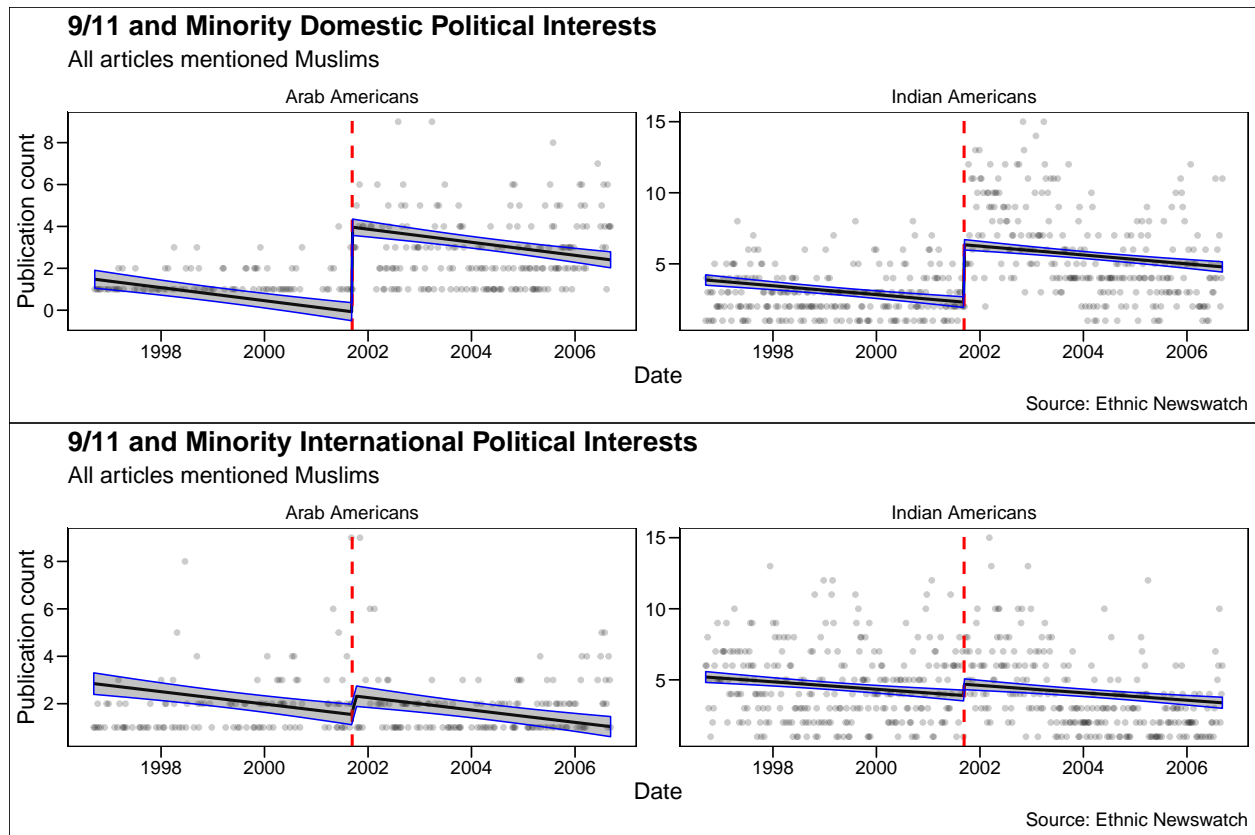 9/11 and Minority Domestic Political Interests
All articles mentioned Muslims
Arab Americans
Indian Americans
Publication count
8
6
4
2
0
15
10
5
1998 2000 2002 2004 2006
1998 2000 2002 2004 2006
Date
Source: Ethnic Newswatch
9/11 and Minority International Political Interests
All articles mentioned Muslims
Arab Americans
Indian Americans
Publication count
8
6
4
2
15
10
5
1998 2000 2002 2004 2006
1998 2000 2002 2004 2006
Date
Source: Ethnic Newswatch